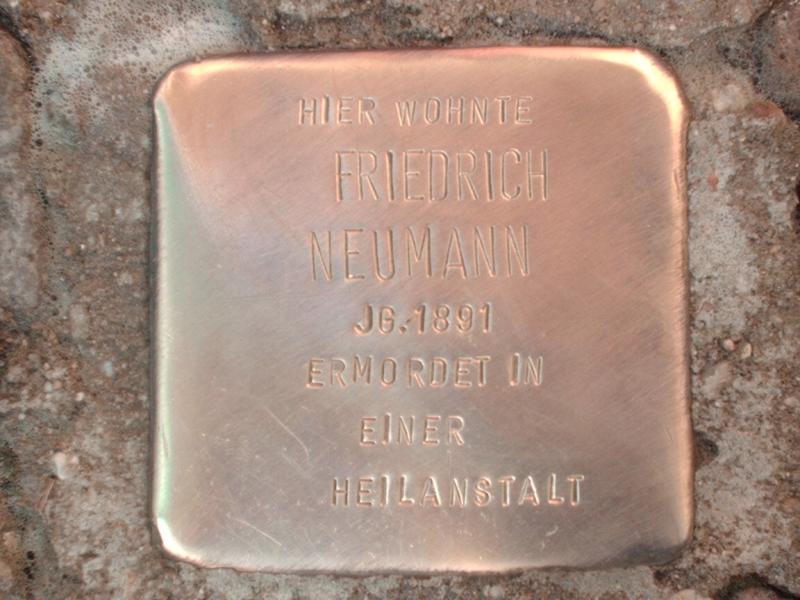 HIER WOHNTE
FRIEDRICH
NEUMANN
JG.1891
ERMORDET IN
EINER
HEILANSTALT